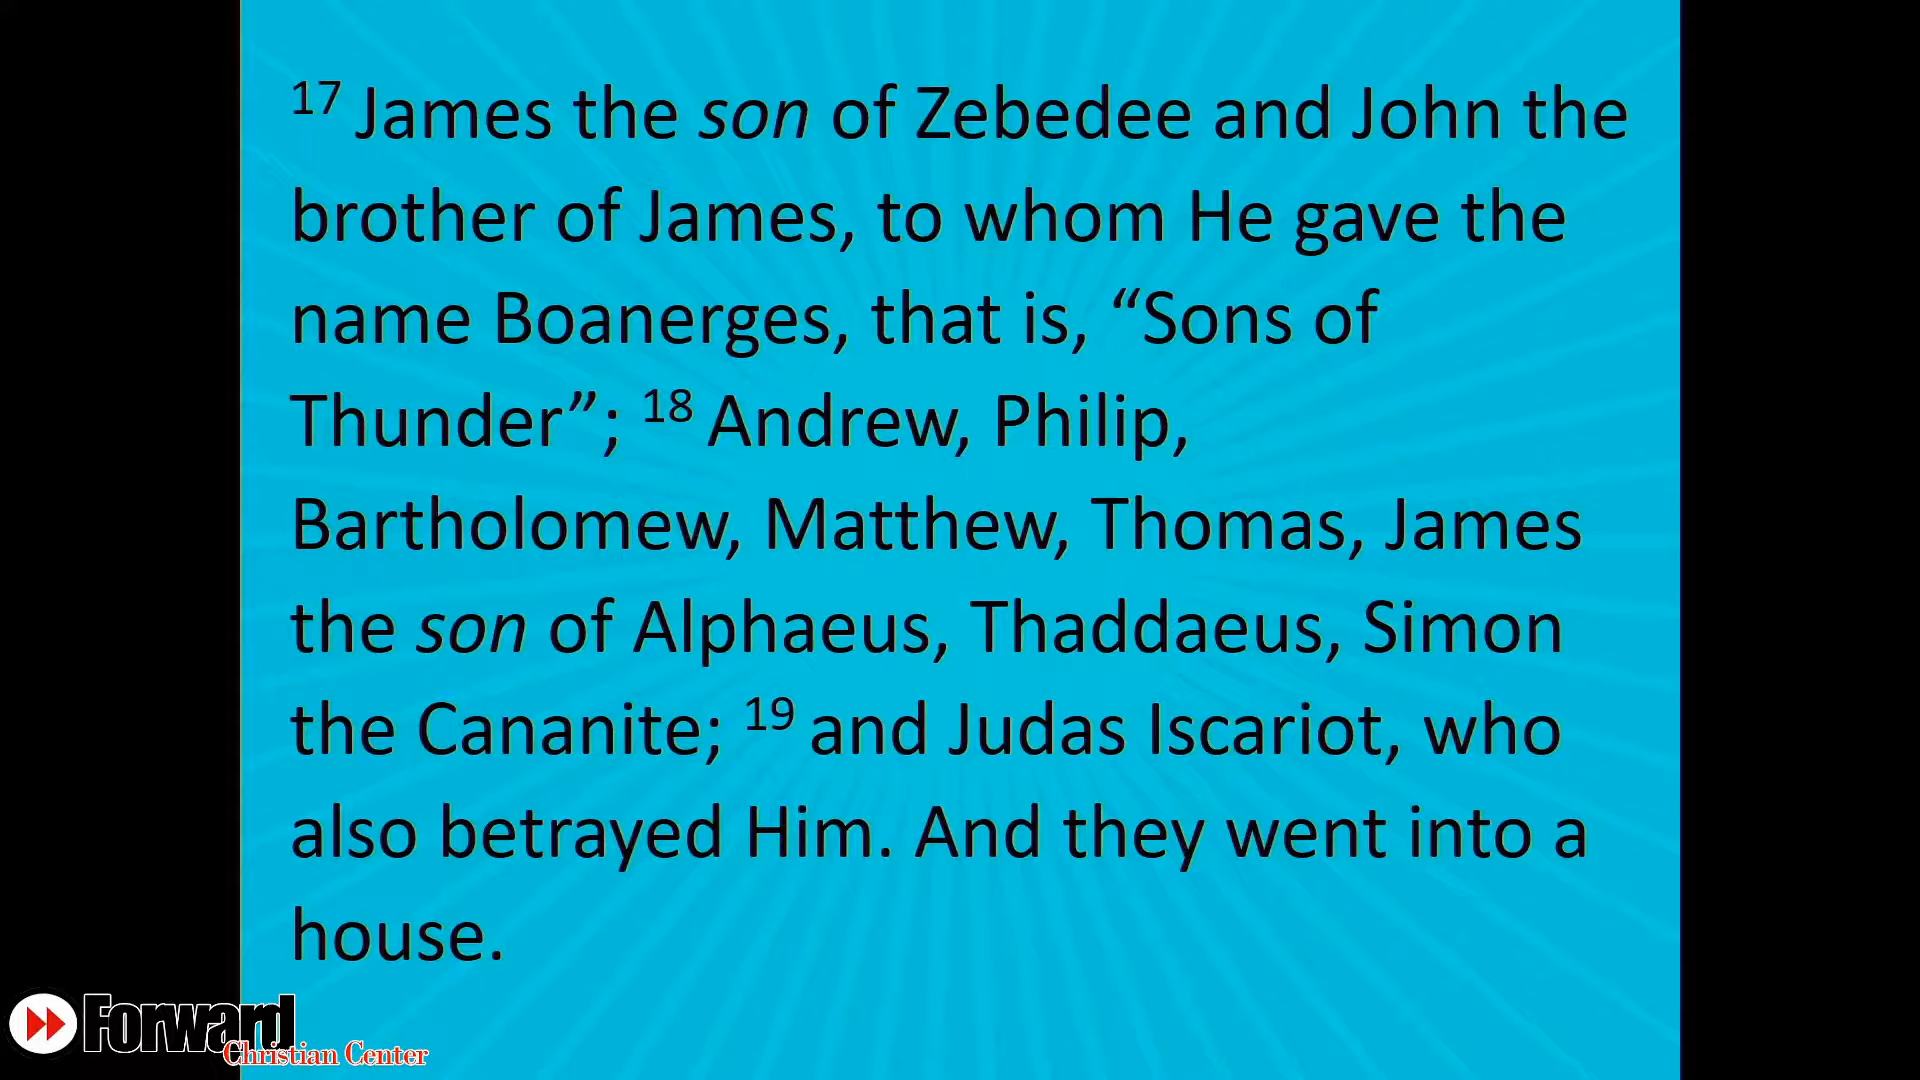 17 James the son of Zebedee and John the
brother of James, to whom He gave the
name Boanerges, that is, “Sons of
Thunder”; 18 Andrew, Philip,
Bartholomew, Matthew, Thomas, James
the son of Alphaeus, Thaddaeus, Simon
the Cananite; 19 and Judas Iscariot, who
also betrayed Him. And they went into a
house.
Forward
Christian Center